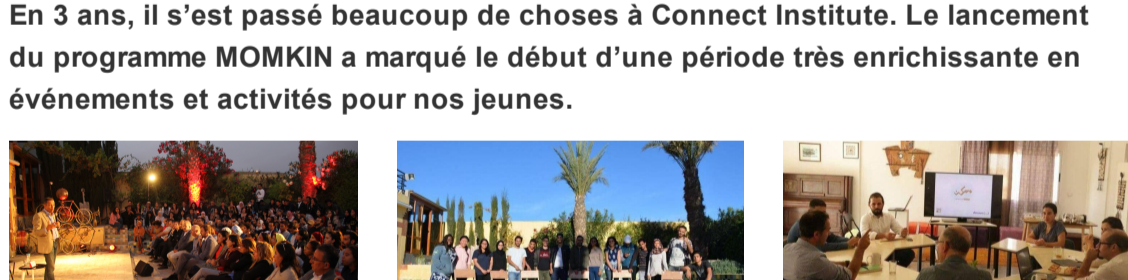 En 3 ans, il s’est passé beaucoup de choses à Connect Institute. Le lancement
du programme MOMKIN a marqué le début d’une période très enrichissante en
événements et activités pour nos jeunes.